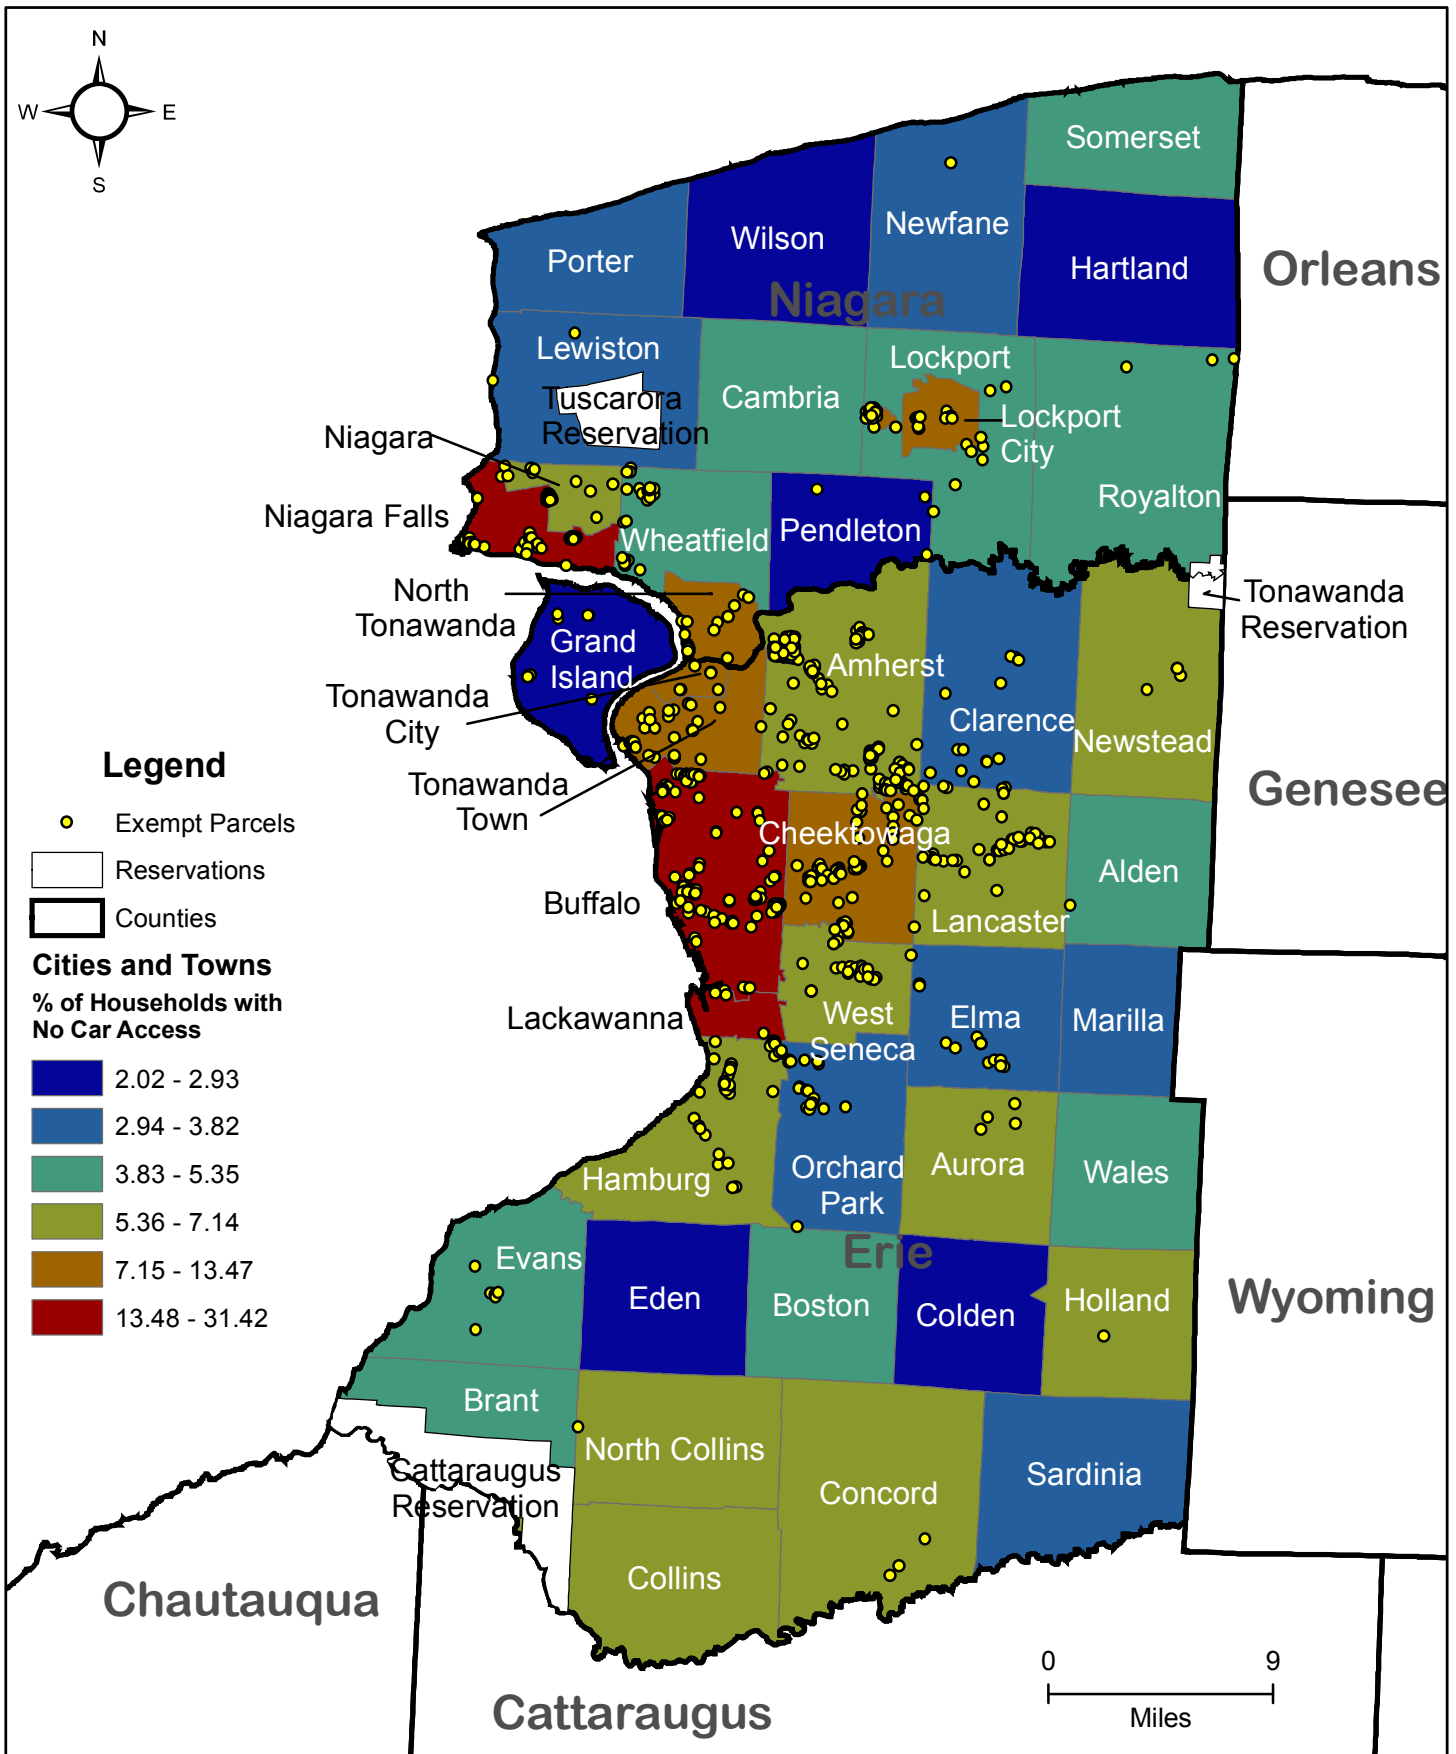 N
W
E
S
Somerset
Newfane
Wilson
Porter
Hartland
Orleans
Niagara
Lewiston
Lockport
Cambria
Tuscarora
Reservation
Lockport
City
Niagara
Royalton
Niagara Falls
Pendleton
Wheatfield
North
Tonawanda
Tonawanda
Reservation
Grand
Island
Amherst
Tonawanda
City
Clarence
Newstead
Tonawanda
Town
Genesee
Cheektowaga
Alden
Buffalo
Lancaster
Lackawanna
West
Seneca
Elma
Marilla
Hamburg
Orchard
Park
Aurora
Wales
Evans
Erie
Eden
Boston
Colden
Holland
Wyoming
Brant
North Collins
Cattaraugus
Reservation
Concord
Sardinia
Collins
Chautauqua
Cattaraugus
Legend
Exempt Parcels
Reservations
Counties
Cities and Towns
% of Households with
No Car Access
2.02 - 2.93
2.94 - 3.82
3.83 - 5.35
5.36 - 7.14
7.15 - 13.47
13.48 - 31.42
0 9
Miles